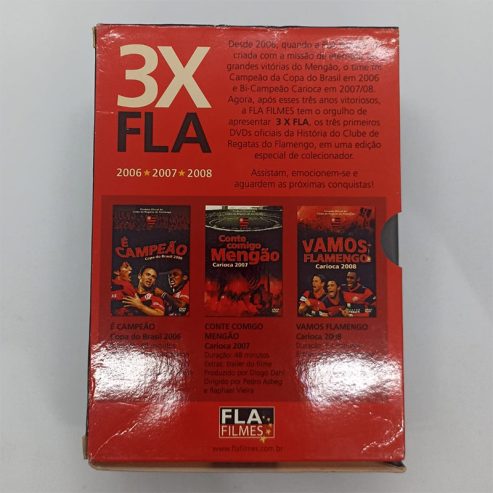 3X
FLA
2006 ★ 2007 ★ 2008
Desde 2006, quando a
criada com a missão de
grandes vitórias do Mengão, o time foi
Campeão da Copa do Brasil em 2006
e Bi-Campeão Carioca em 2007/08.
Agora, após esses três anos vitoriosos,
a FLA FILMES tem o orgulho de
apresentar 3 X FLA, os três primeiros
DVDs oficiais da História do Clube de
Regatas do Flamengo, em uma edição
especial de colecionador.
Assistam, emocionem-se e
aguardem as próximas conquistas!
É
CAMPEÃO
Copa do Brasil 2006
Conte
comigo
Mengão
Carioca 2007
VAMOS
FLAMENGO
Carioca 2008
É CAMPEÃO
Copa do Brasil 2006
CONTE COMIGO
MENGÃO
Carioca 2007
Duração: 48 minutos
Extras: trailer do filme
Produzido por Diogo Dahl
Dirigido por Pedro Asbeg
e Raphael Vieira
VAMOS FLAMENGO
Carioca 2008
FLA
FILMES
www.flafilmes.com.br